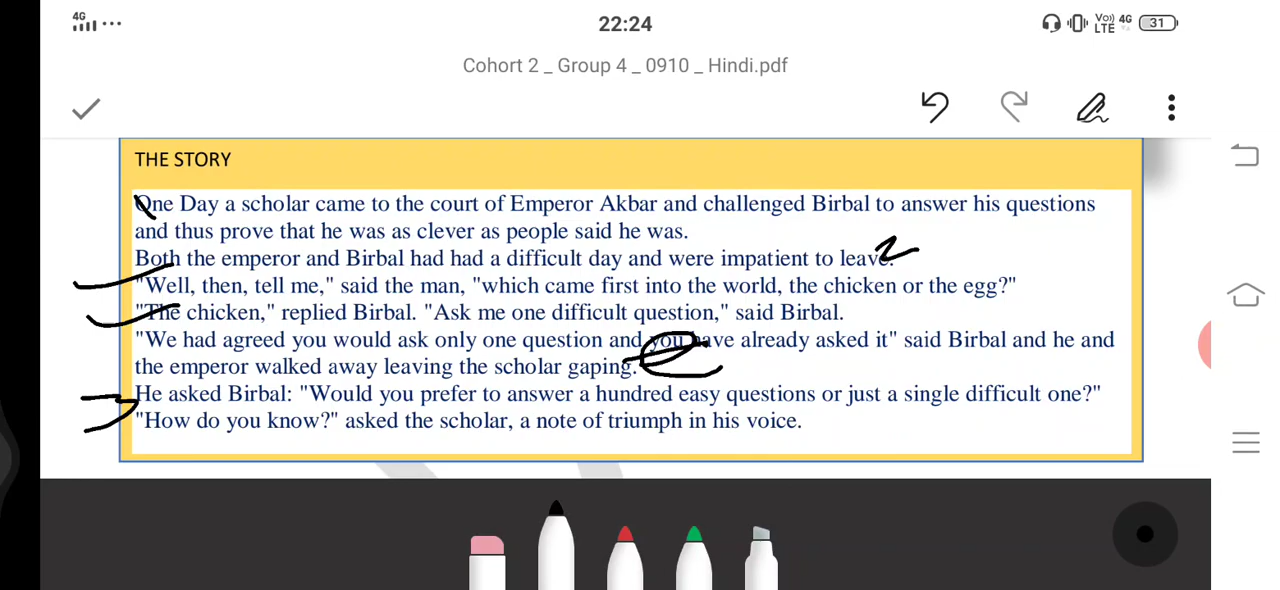 4G
22:24
Vo) LTE 4G 31
Cohort 2 _ Group 4 _ 0910 _ Hindi.pdf
THE STORY
One Day a scholar came to the court of Emperor Akbar and challenged Birbal to answer his questions
and thus prove that he was as clever as people said he was.
Both the emperor and Birbal had had a difficult day and were impatient to leave. 2
"Well, then, tell me," said the man, "which came first into the world, the chicken or the egg?"
"The chicken," replied Birbal. "Ask me one difficult question," said Birbal.
"We had agreed you would ask only one question and you have already asked it" said Birbal and he and
the emperor walked away leaving the scholar gaping.
He asked Birbal: "Would you prefer to answer a hundred easy questions or just a single difficult one?"
"How do you know?" asked the scholar, a note of triumph in his voice.